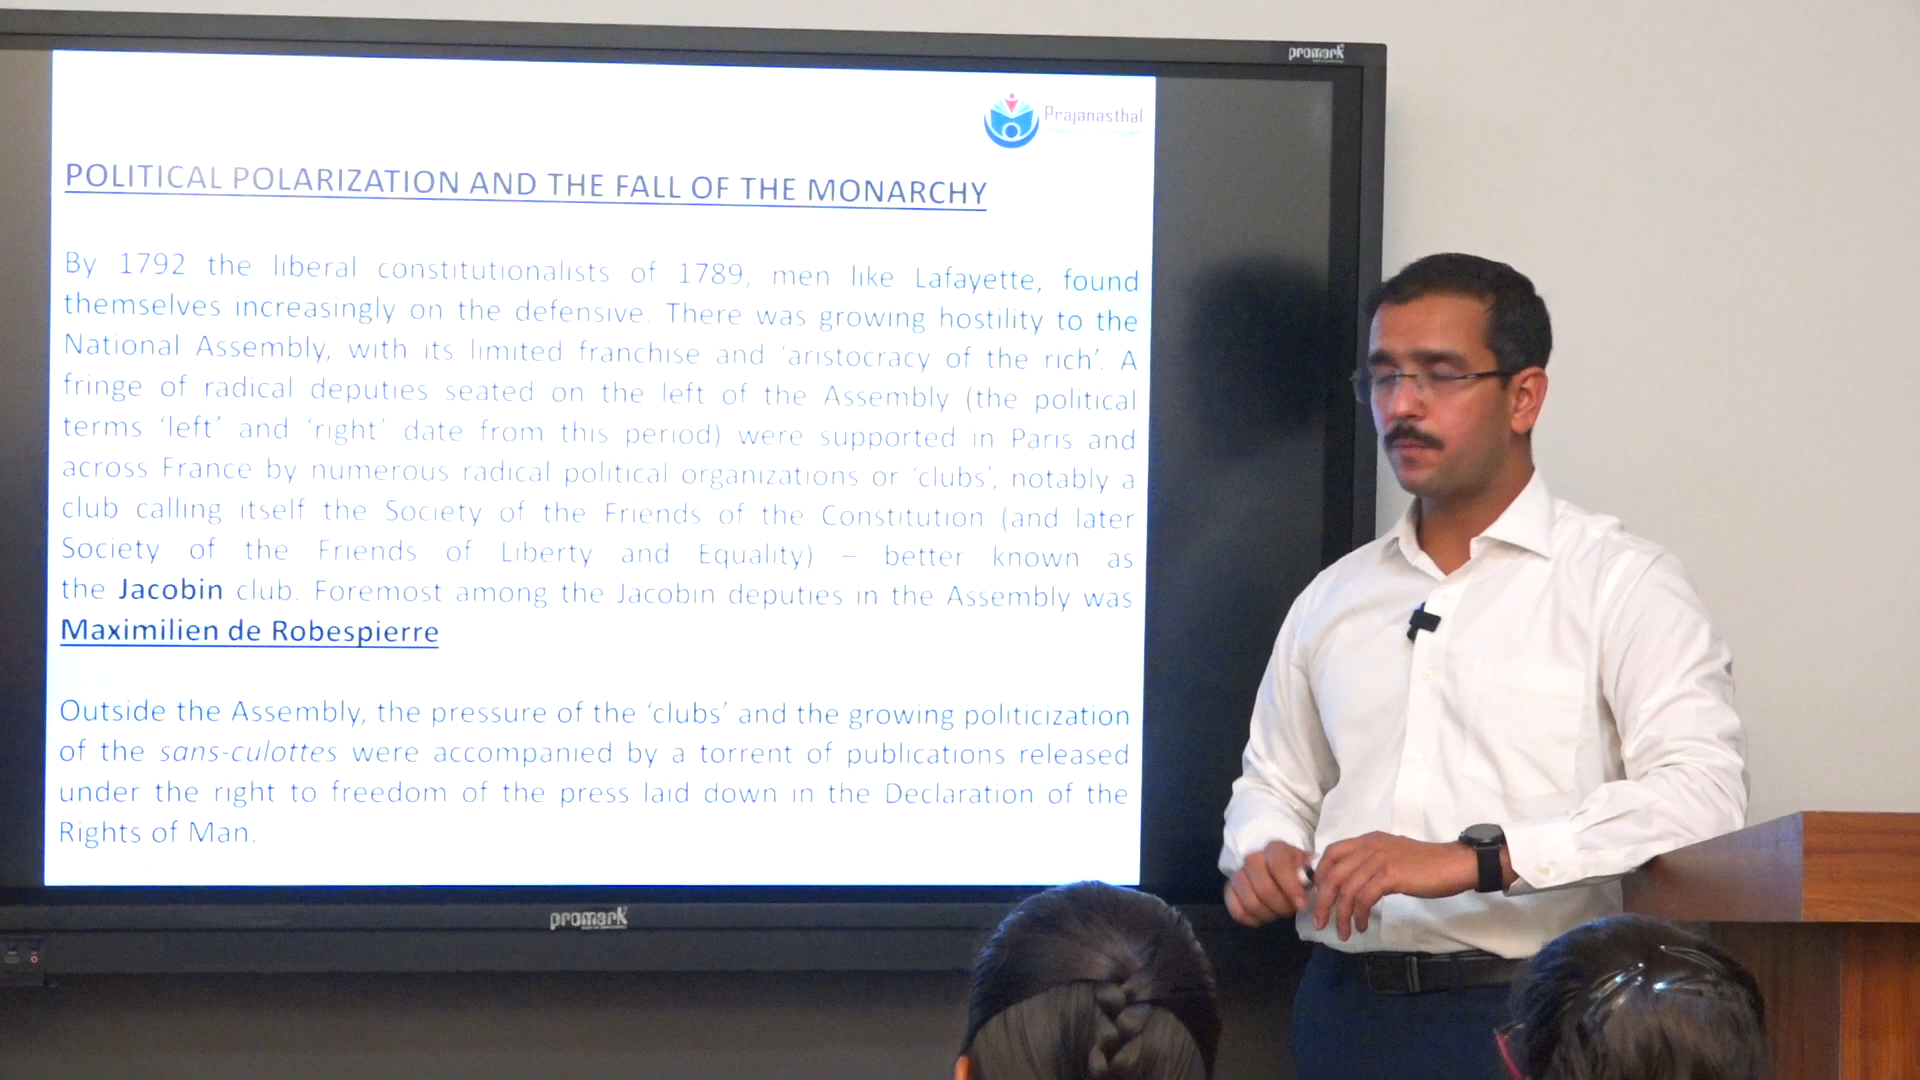 promark
Prajanasthal
POLITICAL POLARIZATION AND THE FALL OF THE MONARCHY
By 1792 the liberal constitutionalists of 1789, men like Lafayette, found
themselves increasingly on the defensive. There was growing hostility to the
National Assembly, with its limited franchise and ‘aristocracy of the rich’. A
fringe of radical deputies seated on the left of the Assembly (the political
terms ‘left’ and ‘right’ date from this period) were supported in Paris and
across France by numerous radical political organizations or ‘clubs’, notably a
club calling itself the Society of the Friends of the Constitution (and later
Society of the Friends of Liberty and Equality) – better known as
the Jacobin club. Foremost among the Jacobin deputies in the Assembly was
Maximilien de Robespierre
Outside the Assembly, the pressure of the ‘clubs’ and the growing politicization
of the sans-culottes were accompanied by a torrent of publications released
under the right to freedom of the press laid down in the Declaration of the
Rights of Man.
promark